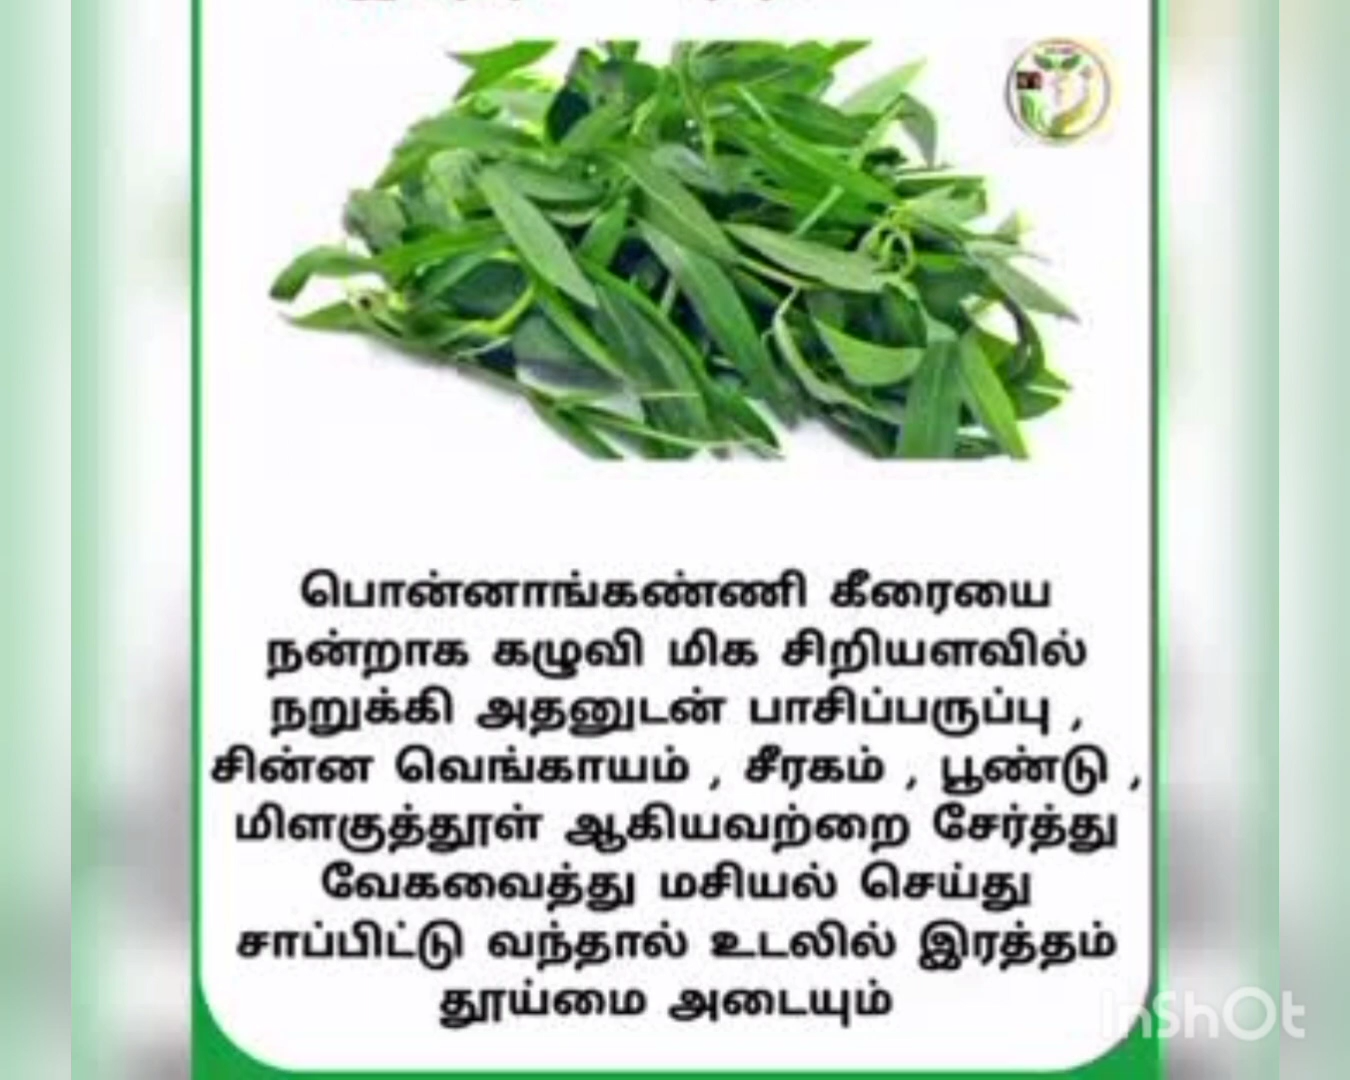 பொன்னாங்கண்ணி கீரையை
நன்றாக கழுவி மிக சிறியளவில்
நறுக்கி அதனுடன் பாசிப்பருப்பு ,
சின்ன வெங்காயம் , சீரகம் , பூண்டு ,
மிளகுத்தூள் ஆகியவற்றை சேர்த்து
வேகவைத்து மசியல் செய்து
சாப்பிட்டு வந்தால் உடலில் இரத்தம்
தூய்மை அடையும்
InShOt